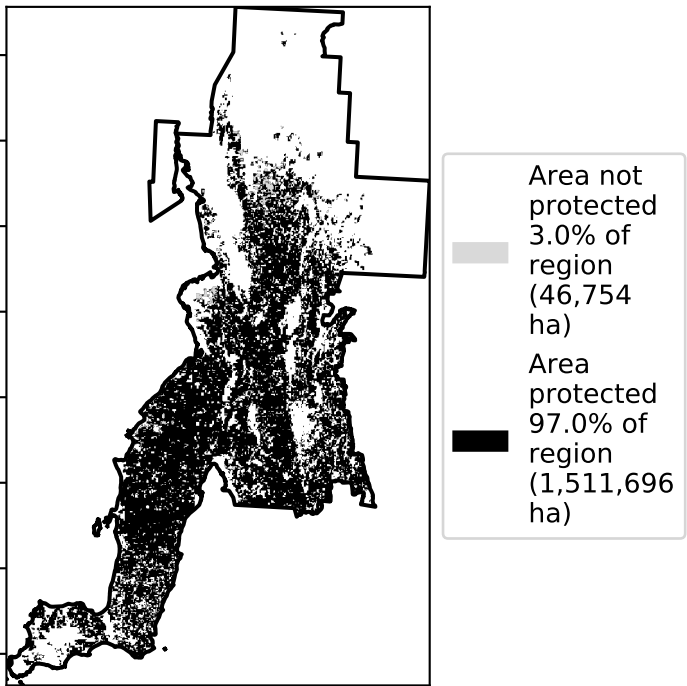 Area not
protected
3.0% of
region
(46,754
ha)
Area
protected
97.0% of
region
(1,511,696
ha)